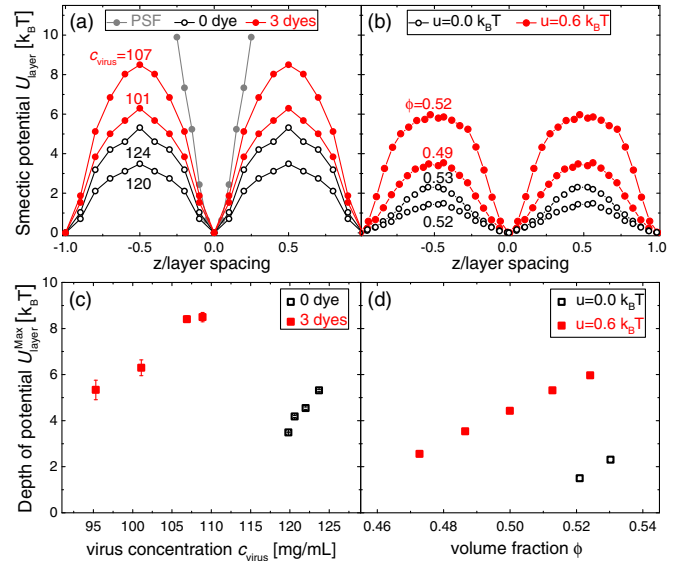 (a) PSF 0 dye 3 dyes
(b) u=0.0 k_BT u=0.6 k_BT
Smectic potential U_layer [k_BT]
10
8
6
4
2
0
c_virus=107
101
124
120
ϕ=0.52
0.49
0.53
0.52
-1.0 -0.5 0.0 0.5 -0.5 0.0 0.5 1.0
z/layer spacing z/layer spacing
(c) 0 dye
3 dyes
(d) u=0.0 k_BT
u=0.6 k_BT
Depth of potential U_layer^Max [k_BT]
10
8
6
4
2
0
95 100 105 110 115 120 125 0.46 0.48 0.50 0.52 0.54
virus concentration c_virus [mg/mL] volume fraction ϕ